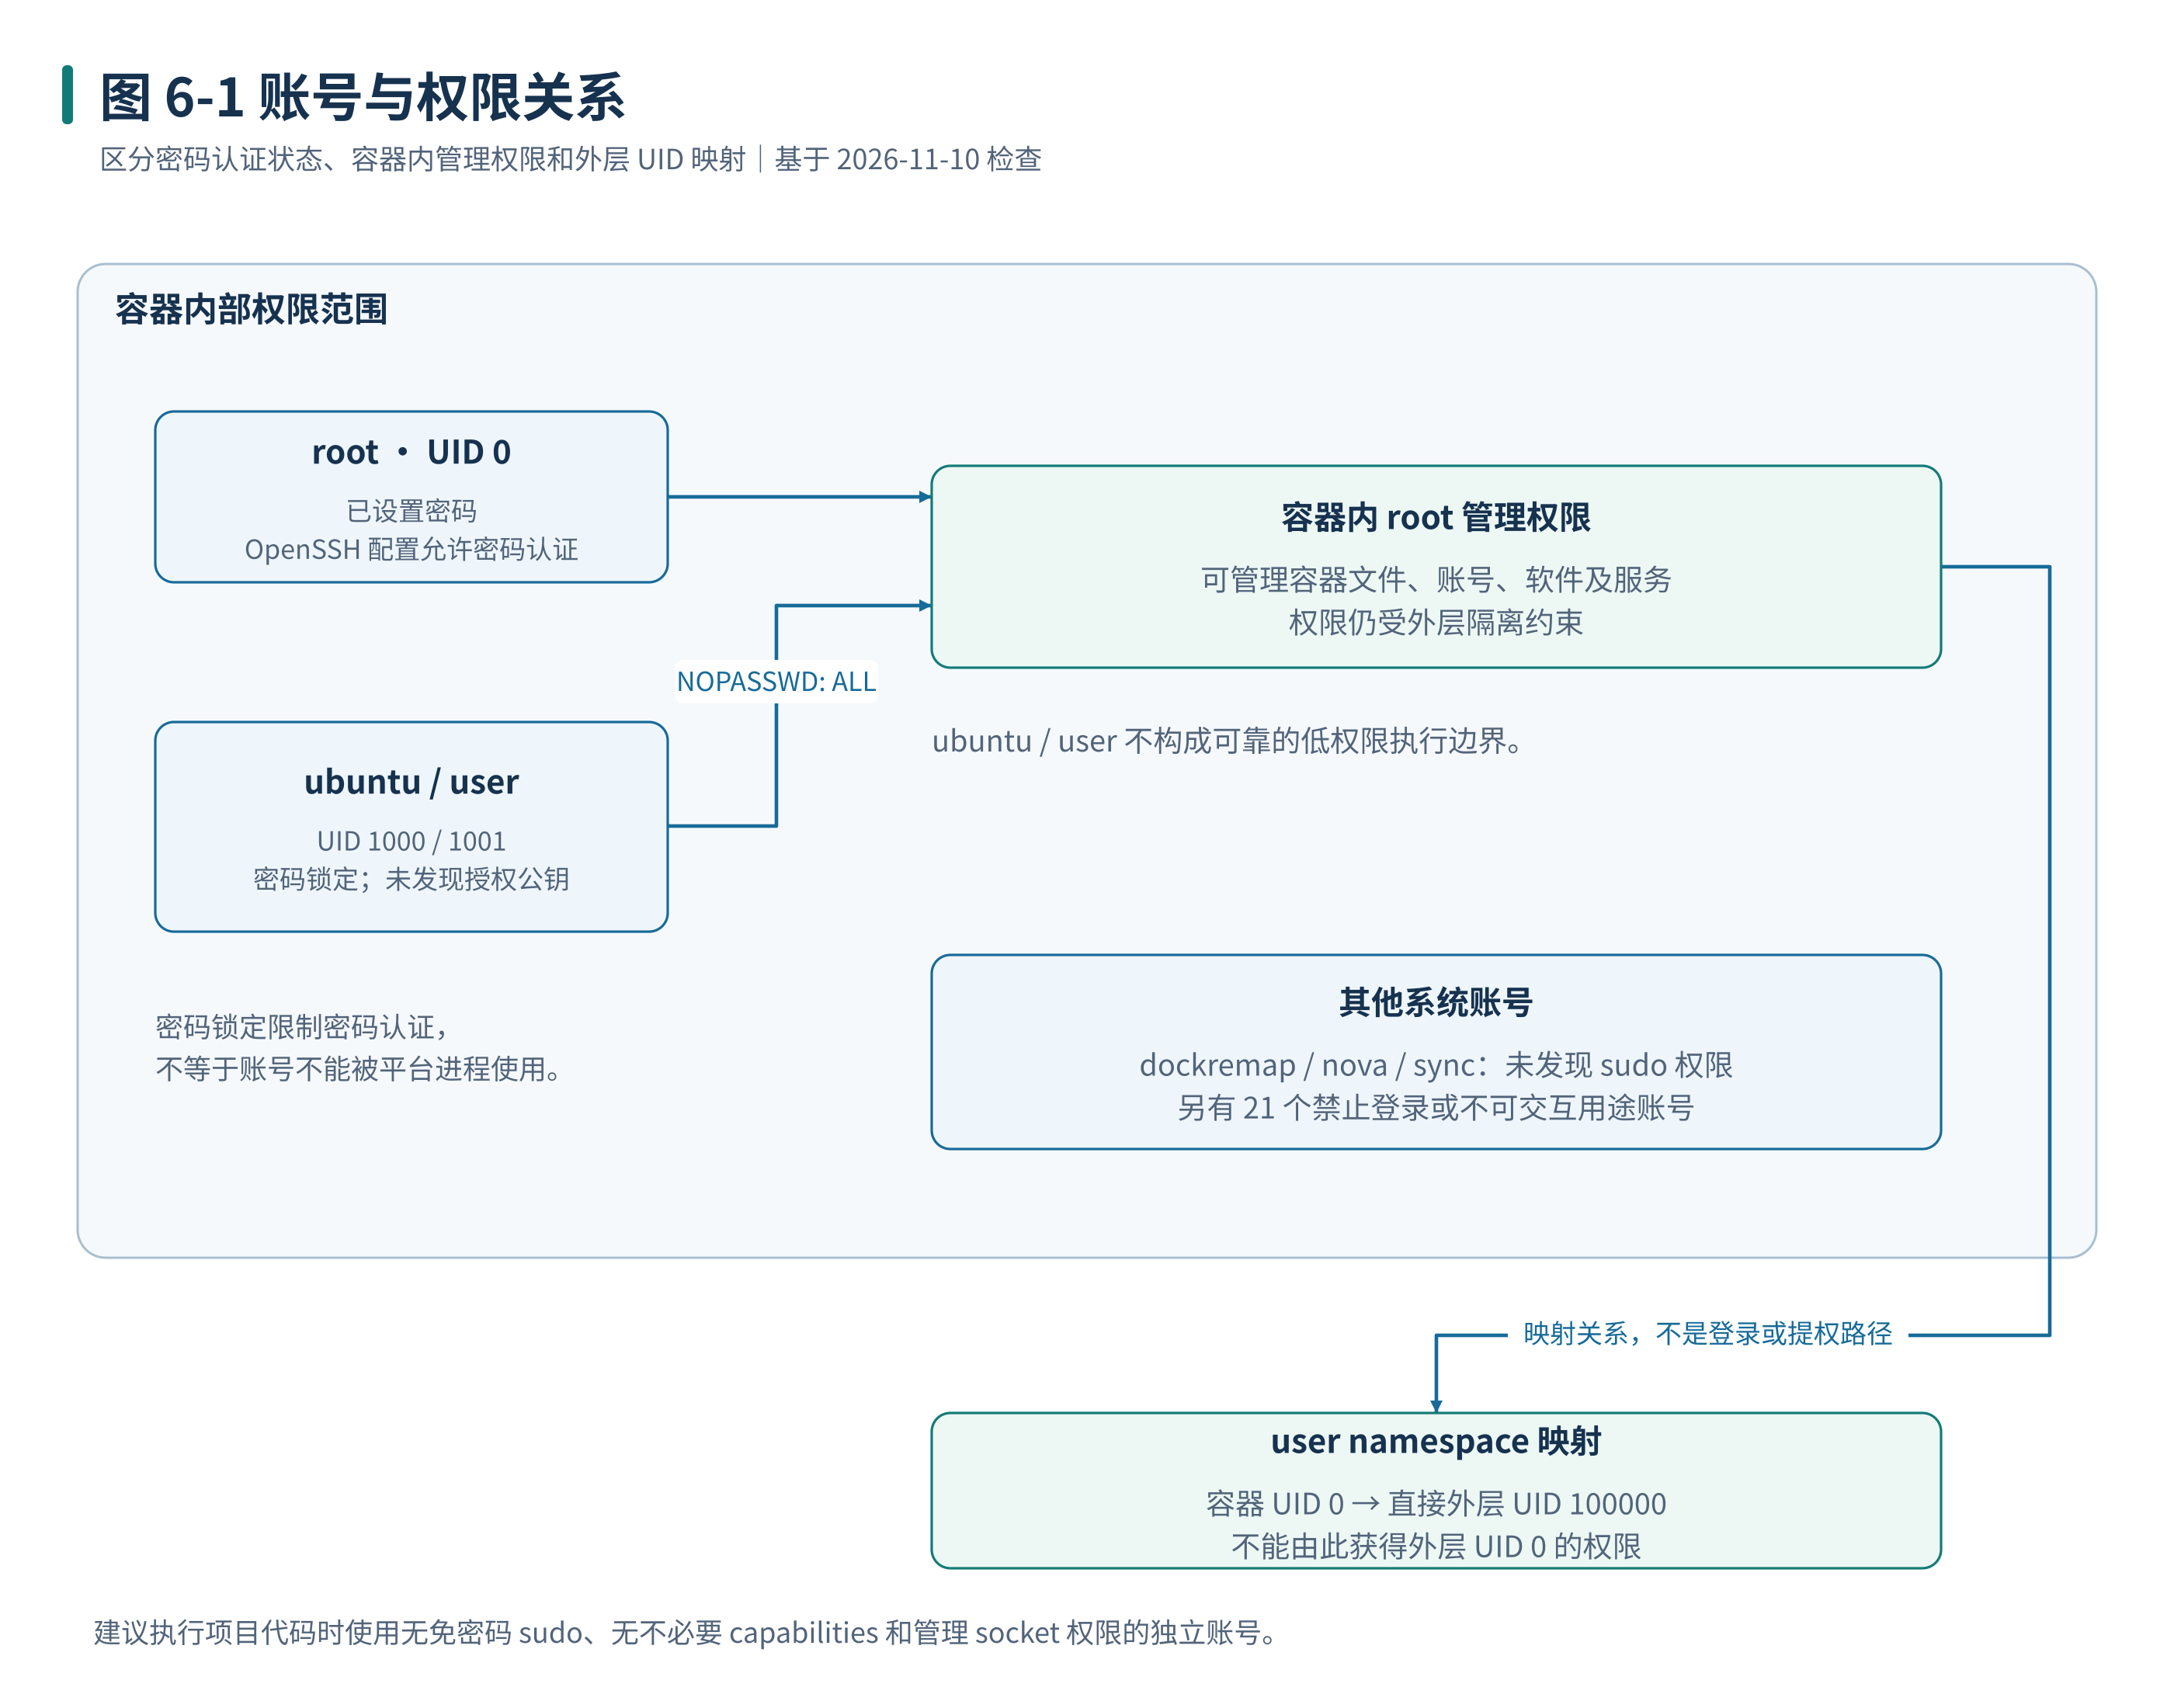 图 6-1 账号与权限关系
区分密码认证状态、容器内管理权限和外层 UID 映射｜基于 2026-11-10 检查
容器内部权限范围
root · UID 0
已设置密码
OpenSSH 配置允许密码认证
容器内 root 管理权限
可管理容器文件、账号、软件及服务
权限仍受外层隔离约束
NOPASSWD: ALL
ubuntu / user 不构成可靠的低权限执行边界。
ubuntu / user
UID 1000 / 1001
密码锁定；未发现授权公钥
密码锁定限制密码认证，
不等于账号不能被平台进程使用。
其他系统账号
dockremap / nova / sync：未发现 sudo 权限
另有 21 个禁止登录或不可交互用途账号
映射关系，不是登录或提权路径
user namespace 映射
容器 UID 0 → 直接外层 UID 100000
不能由此获得外层 UID 0 的权限
建议执行项目代码时使用无免密码 sudo、无不必要 capabilities 和管理 socket 权限的独立账号。